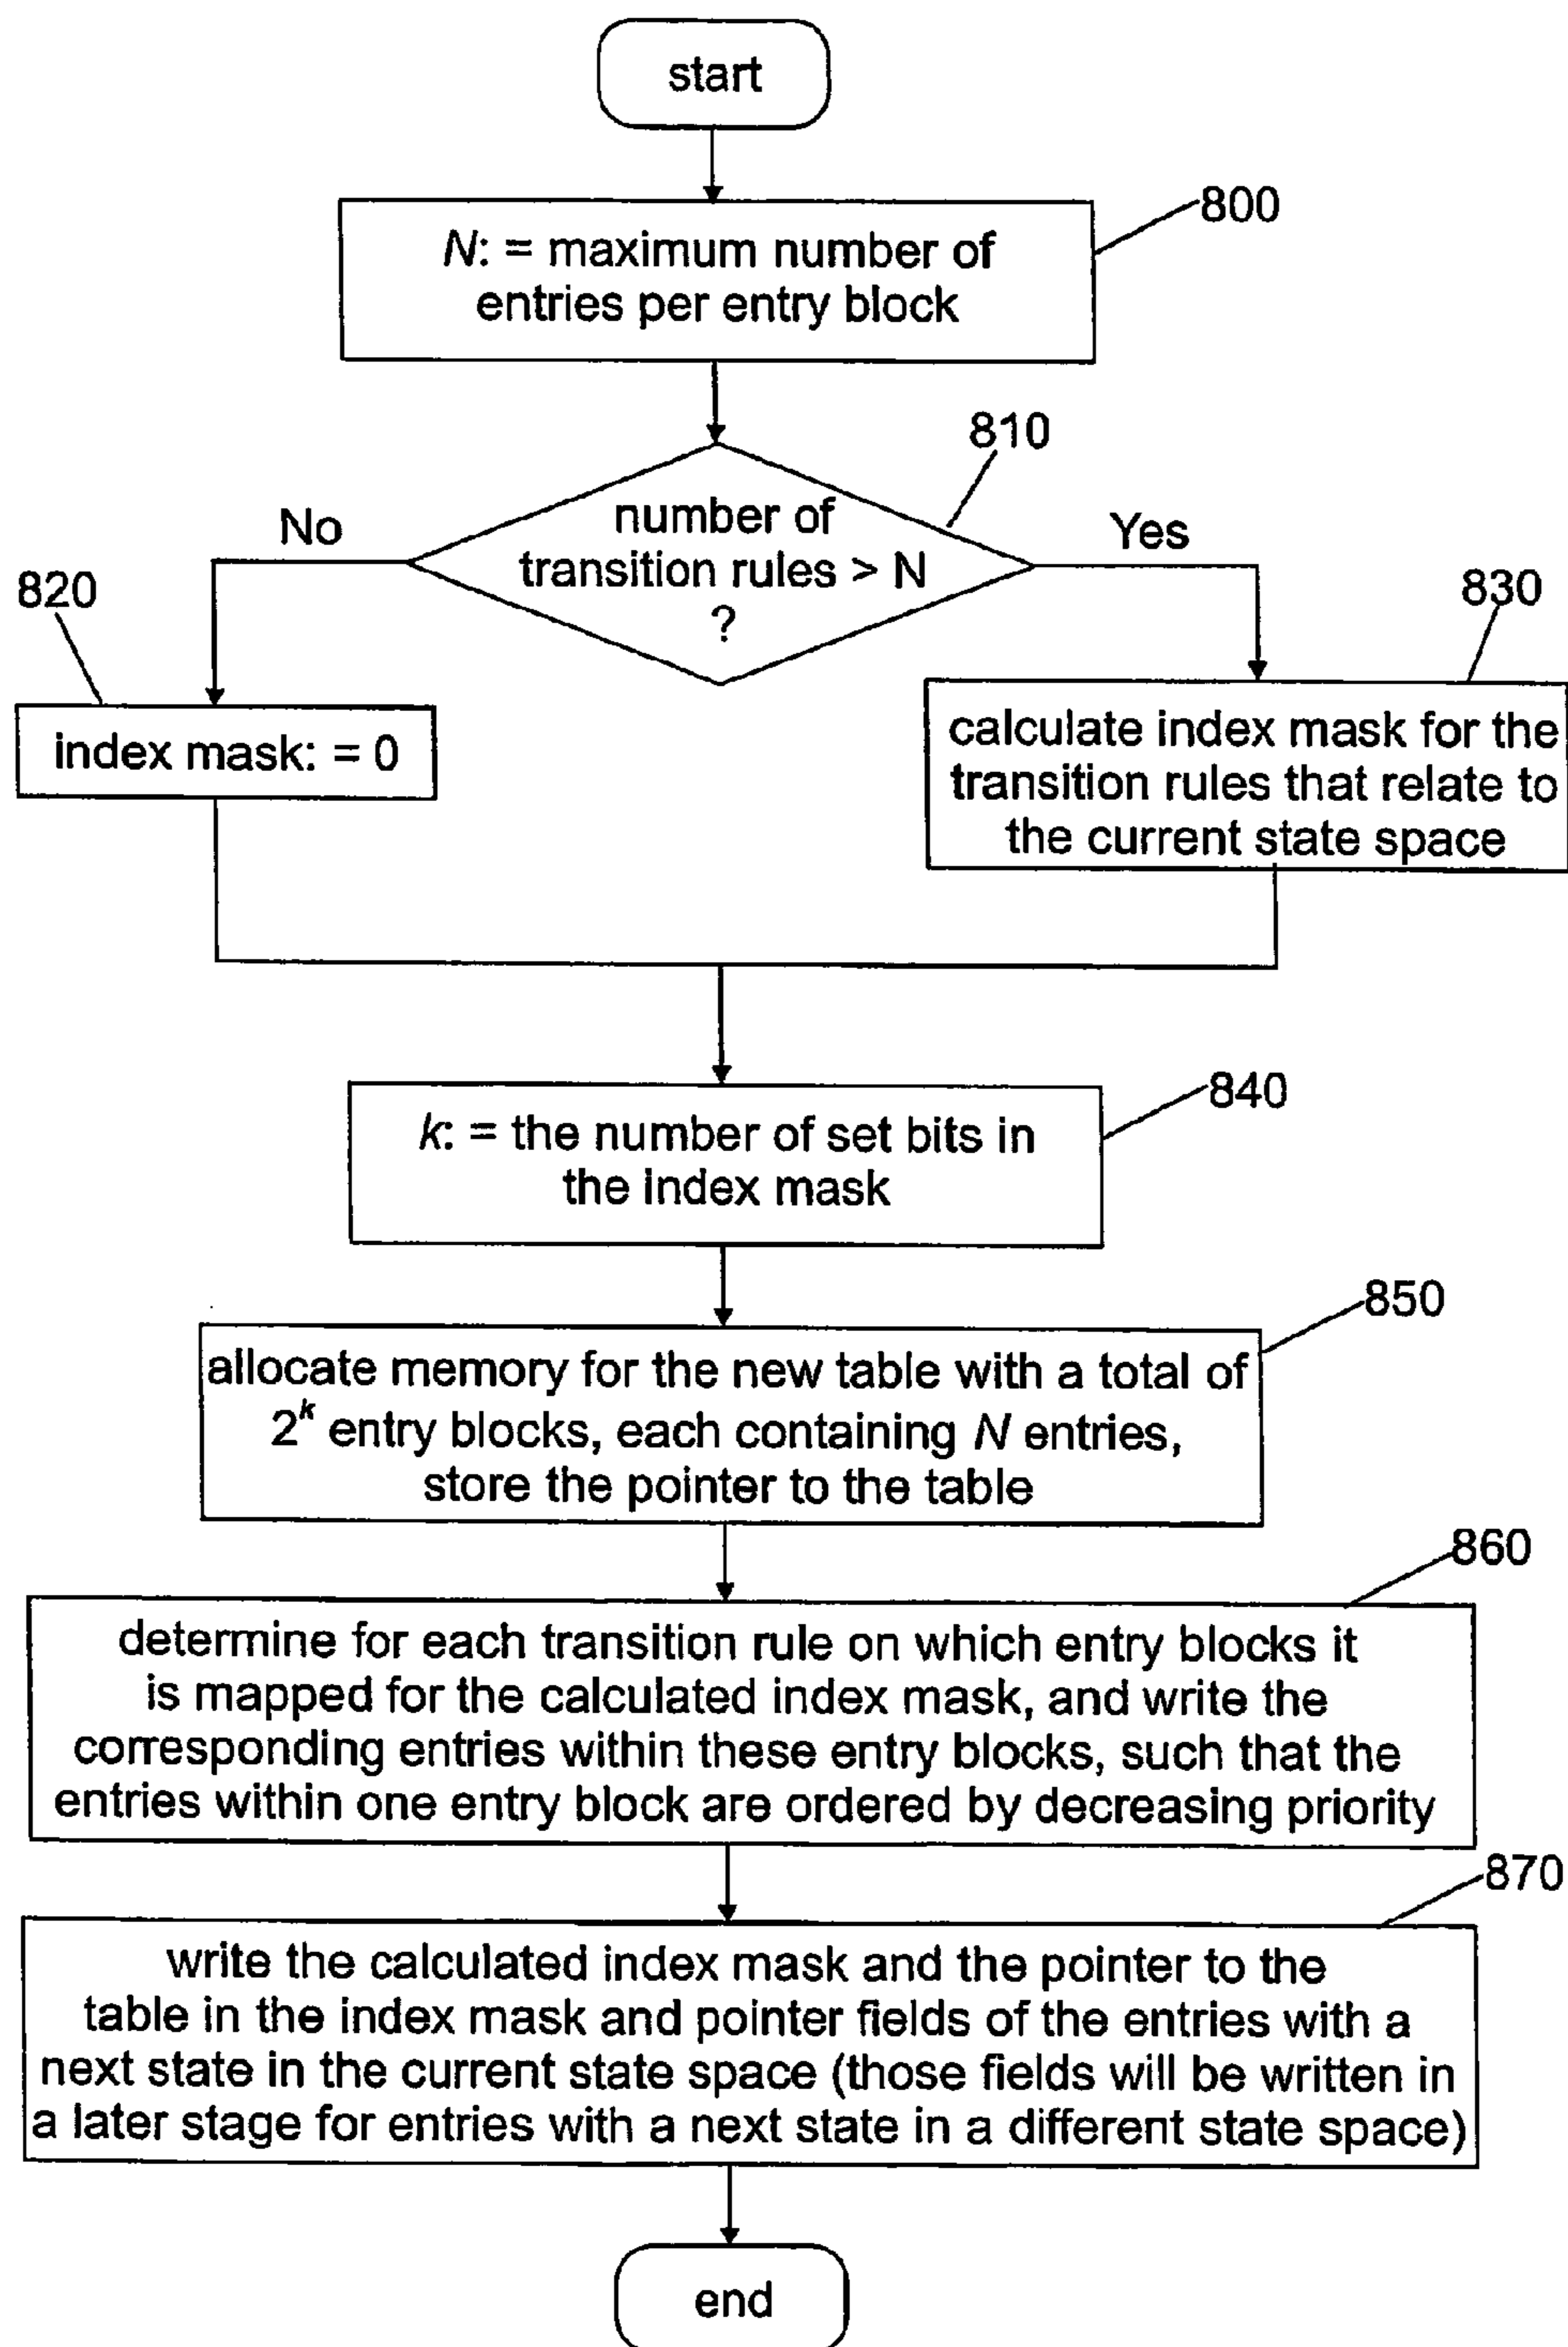 start
800
N: = maximum number of
entries per entry block
810
number of
transition rules > N
?
No
Yes
820
index mask: = 0
830
calculate index mask for the
transition rules that relate to
the current state space
840
k: = the number of set bits in
the index mask
850
allocate memory for the new table with a total of
2^k entry blocks, each containing N entries,
store the pointer to the table
860
determine for each transition rule on which entry blocks it
is mapped for the calculated index mask, and write the
corresponding entries within these entry blocks, such that the
entries within one entry block are ordered by decreasing priority
870
write the calculated index mask and the pointer to the
table in the index mask and pointer fields of the entries with a
next state in the current state space (those fields will be written in
a later stage for entries with a next state in a different state space)
end